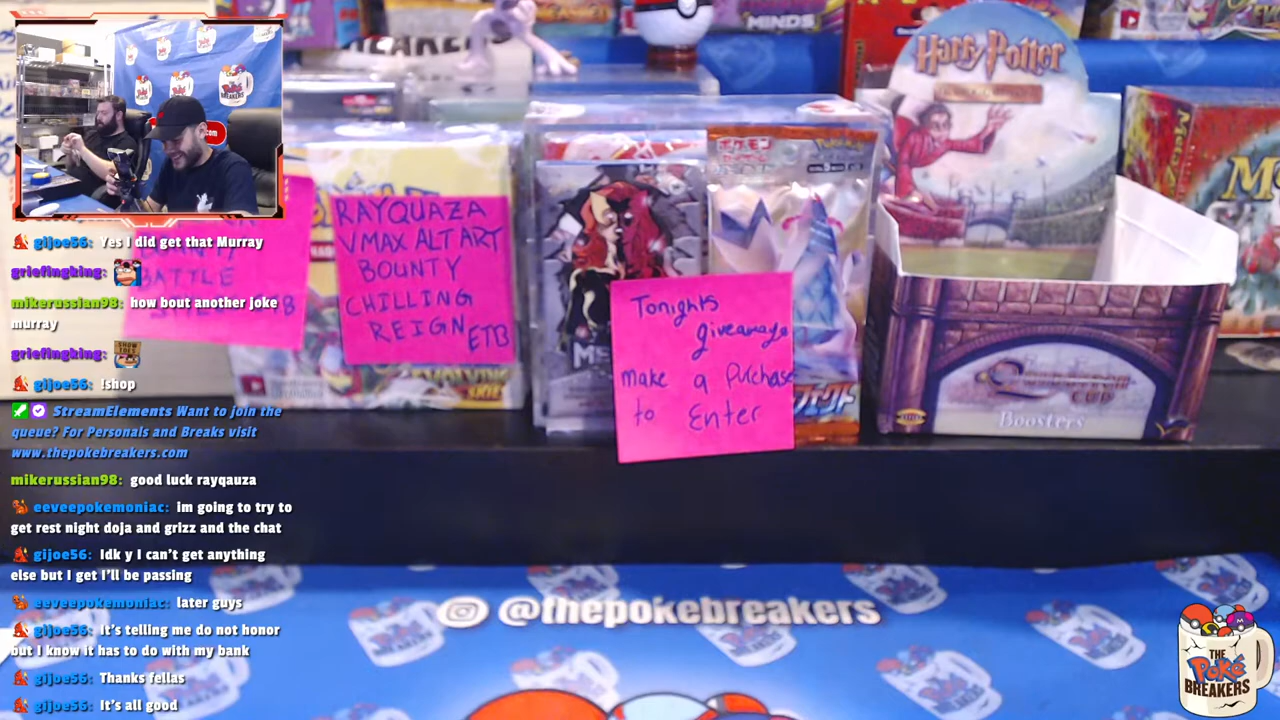 gijoe56: Yes I did get that Murray
griefingking:
mikerussian98: how bout another joke
murray
griefingking:
gijoe56: !shop
StreamElements Want to join the
queue? For Personals and Breaks visit
www.thepokebreakers.com
mikerussian98: good luck rayqauza
eeveepokemoniac: im going to try to
get rest night doja and grizz and the chat
gijoe56: Idk y I can't get anything
else but I get I'll be passing
eeveepokemoniac: later guys
gijoe56: It's telling me do not honor
but I know it has to do with my bank
gijoe56: Thanks fellas
gijoe56: It's all good
BATTLE
RAYQUAZA
VMAX ALT ART
BOUNTY
CHILLING
REIGN ETB
Tonights
giveaway
make a purchase
to Enter
MINDS
Harry Potter
Boosters
@thepokebreakers
THE
Poké
BREAKERS